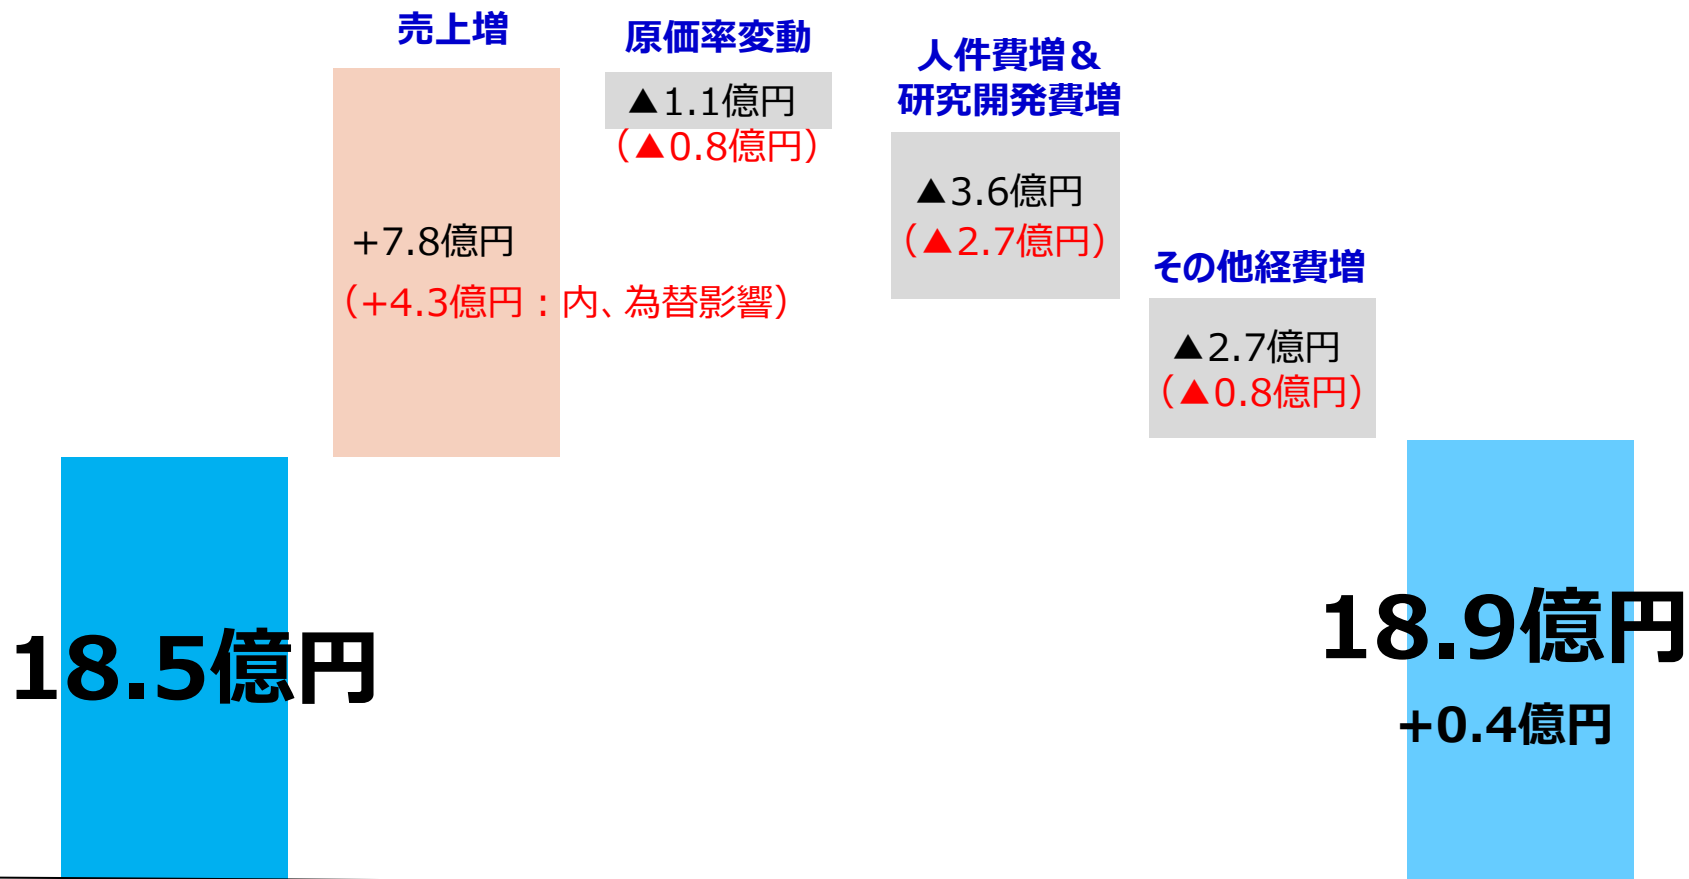 売上増
+7.8億円
（+4.3億円：内、為替影響）
原価率変動
▲1.1億円
（▲0.8億円）
人件費増＆
研究開発費増
▲3.6億円
（▲2.7億円）
その他経費増
▲2.7億円
（▲0.8億円）
18.5億円
18.9億円
+0.4億円